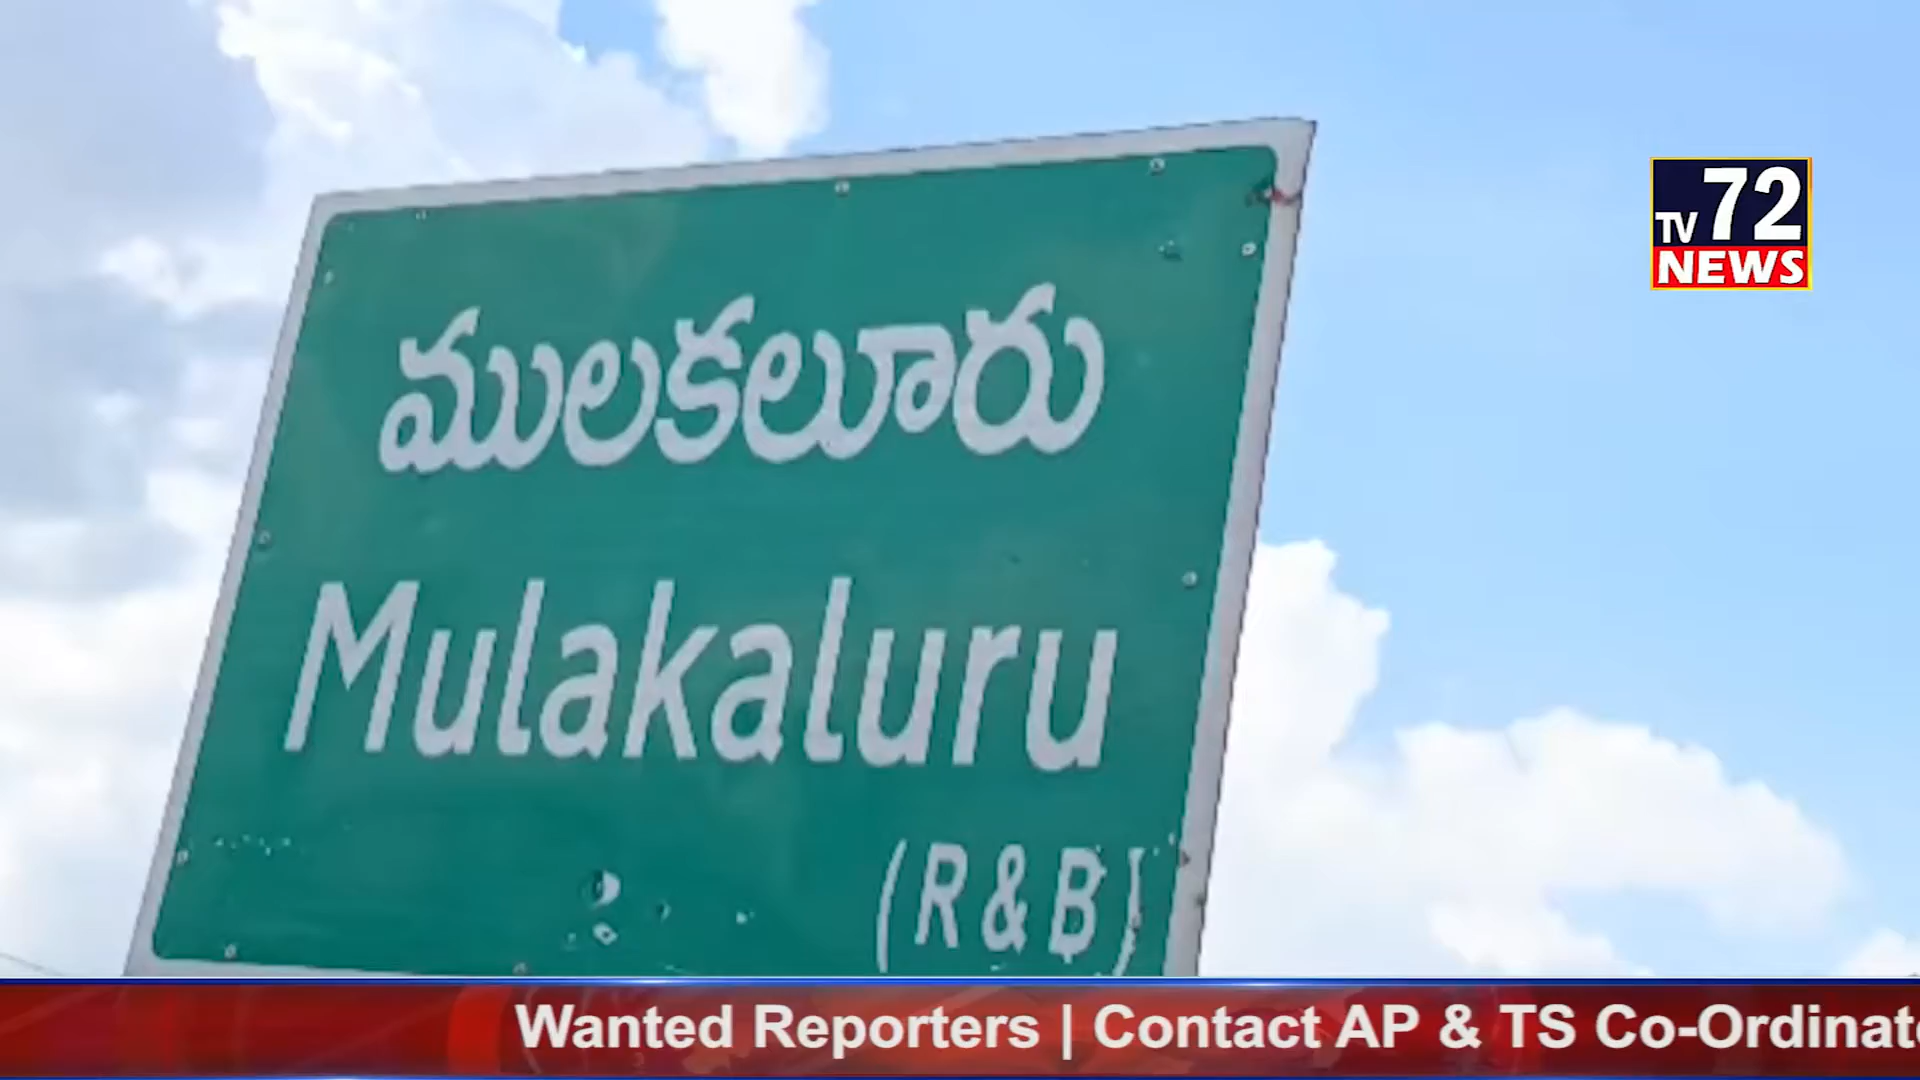 TV 72
NEWS
ములకలూరు
Mulakaluru
(R&B)
Wanted Reporters | Contact AP & TS Co-Ordinat